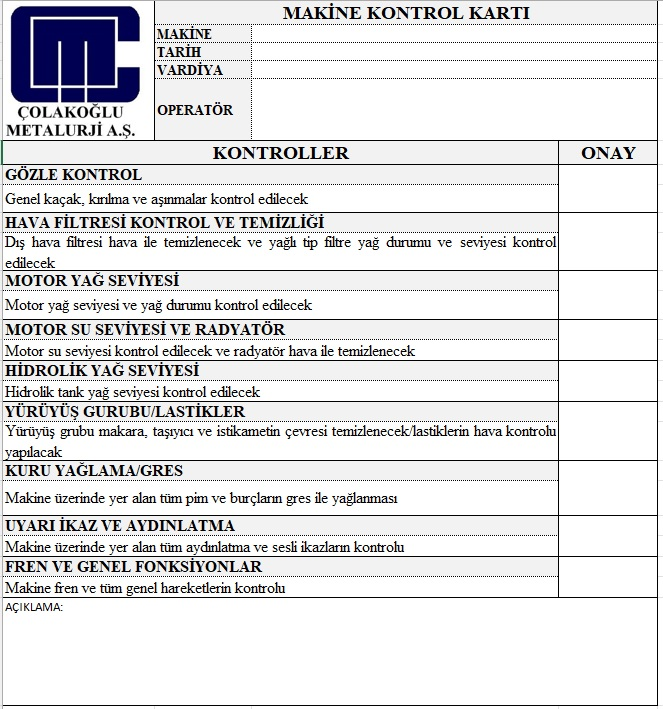 MAKİNE KONTROL KARTI
MAKİNE
TARİH
VARDİYA
OPERATÖR
ÇOLAKOĞLU
METALURJİ A.Ş.
KONTROLLER ONAY
GÖZLE KONTROL
Genel kaçak, kırılma ve aşınmalar kontrol edilecek
HAVA FİLTRESİ KONTROL VE TEMİZLİĞİ
Dış hava filtresi hava ile temizlenecek ve yağlı tip filtre yağ durumu ve seviyesi kontrol
edilecek
MOTOR YAĞ SEVİYESİ
Motor yağ seviyesi ve yağ durumu kontrol edilecek
MOTOR SU SEVİYESİ VE RADYATÖR
Motor su seviyesi kontrol edilecek ve radyatör hava ile temizlenecek
HİDROLİK YAĞ SEVİYESİ
Hidrolik tank yağ seviyesi kontrol edilecek
YÜRÜYÜŞ GURUBU/LASTİKLER
Yürüyüş grubu makara, taşıyıcı ve istikametin çevresi temizlenecek/lastiklerin hava kontrolu
yapılacak
KURU YAĞLAMA/GRES
Makine üzerinde yer alan tüm pim ve burçların gres ile yağlanması
UYARI İKAZ VE AYDINLATMA
Makine üzerinde yer alan tüm aydınlatma ve sesli ikazların kontrolu
FREN VE GENEL FONKSİYONLAR
Makine fren ve tüm genel hareketlerin kontrolu
AÇIKLAMA: